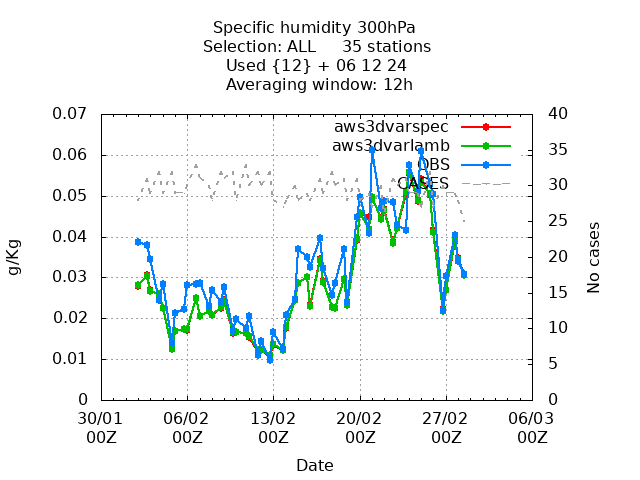 Specific humidity 300hPa
Selection: ALL 35 stations
Used {12} + 06 12 24
Averaging window: 12h
0.07
0.06
0.05
0.04
0.03
0.02
0.01
0
g/Kg
40
35
30
25
20
15
10
5
0
No cases
aws3dvarspec
aws3dvarlamb
OBS
CASES
30/01 06/02 13/02 20/02 27/02 06/03
00Z 00Z 00Z 00Z 00Z 00Z
Date